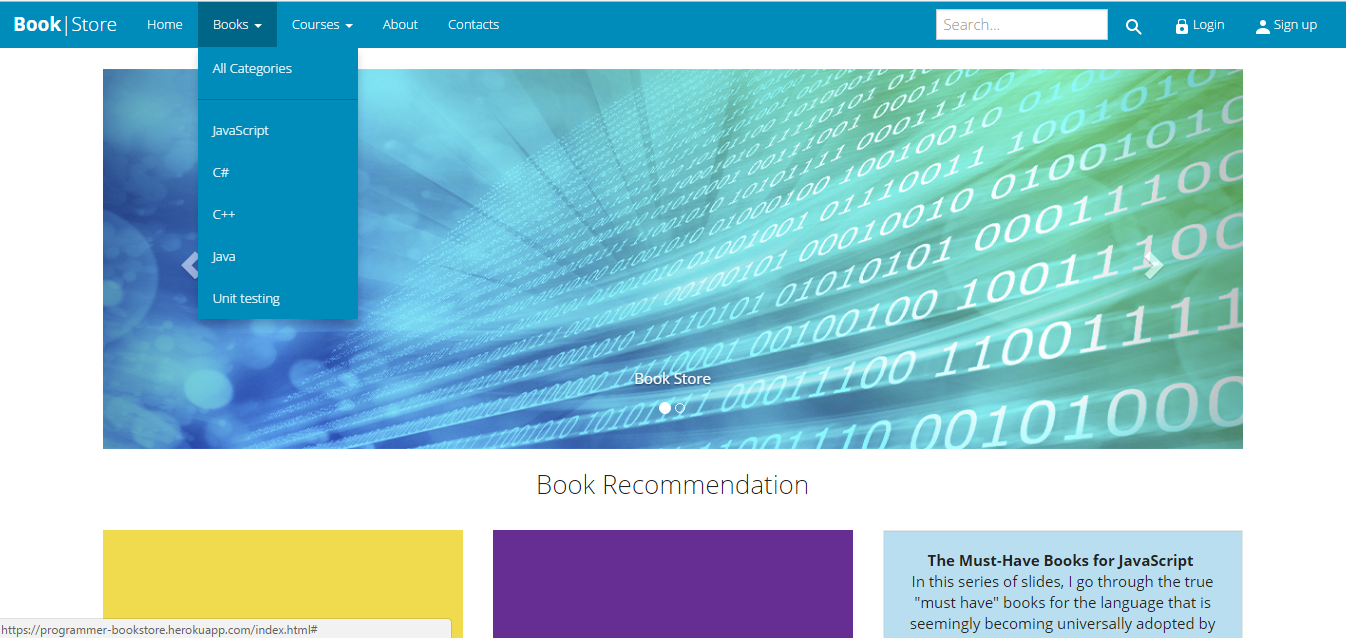 Book|Store Home Books Courses About Contacts Search... Login Sign up
All Categories
JavaScript
C#
C++
Java
Unit testing
Book Store
Book Recommendation
The Must-Have Books for JavaScript
In this series of slides, I go through the true
"must have" books for the language that is
seemingly becoming universally adopted by
https://programmer-bookstore.herokuapp.com/index.html#